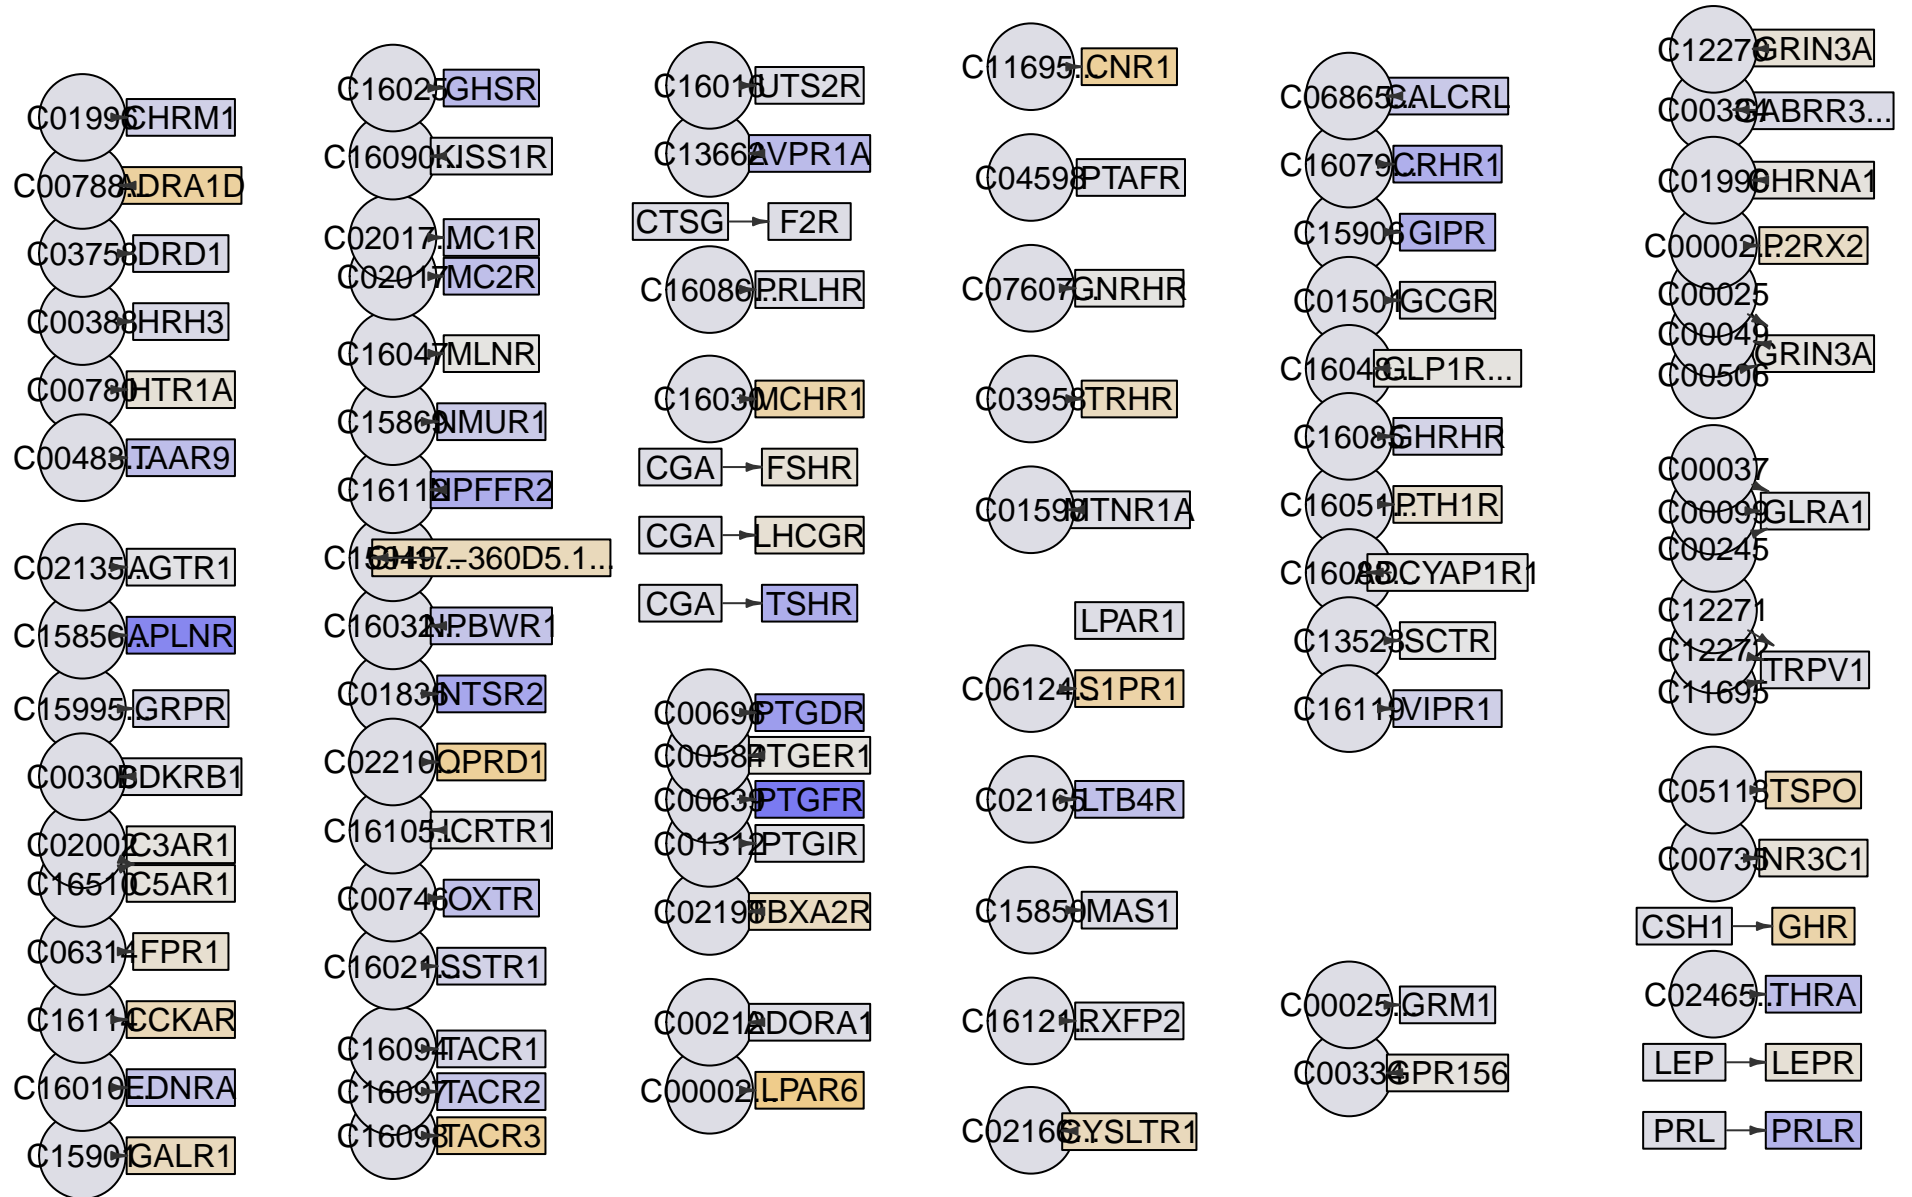 C01996 CHRM1
C00788... ADRA1D
C03758 DRD1
C00388 HRH3
C00780 HTR1A
C00483... TAAR9
C02135... AGTR1
C15856... APLNR
C15995... GRPR
C00306 BDKRB1
C02002 C3AR1
C16510 C5AR1
C06314 FPR1
C16114 CCKAR
C16010... EDNRA
C15901 GALR1
C16025 GHSR
C16090... KISS1R
C02017... MC1R
C02017 MC2R
C16047 MLNR
C15869 NMUR1
C16118 NPFFR2
360D5.1...
C16032... NPBWR1
C01836 NTSR2
C02210... OPRD1
C16105... HCRTR1
C00746 OXTR
C16021... SSTR1
C16094 TACR1
C16097 TACR2
C16098 TACR3
C16016 UTS2R
C13662 AVPR1A
CTSG F2R
C16086... PRLHR
C16030 MCHR1
CGA FSHR
CGA LHCGR
CGA TSHR
C00696 PTGDR
C00584 PTGER1
C00639 PTGFR
C01312 PTGIR
C02198 TBXA2R
C00212 ADORA1
C00002... LPAR6
C11695... CNR1
C04598 PTAFR
C07607... GNRHR
C03958 TRHR
C01598 MTNR1A
LPAR1
C06124... S1PR1
C02165 LTB4R
C15850 MAS1
C16121... RXFP2
C02166... CYSLTR1
C06865... CALCRL
C16079... CRHR1
C15906 GIPR
C01501 GCGR
C16048... GLP1R...
C16085 GHRHR
C16051... PTH1R
ADCYAP1R1
C13523 SCTR
C16119 VIPR1
C00025... GRM1
C00334 GPR156
C12270 GRIN3A
C00334 GABRR3...
C01996 CHRNA1
C00002... P2RX2
C00025
C00049
GRIN3A
C00506
C00037
C00099 GLRA1
C00245
C12271
C12272 TRPV1
C11695
C05113 TSPO
C00735 NR3C1
CSH1 GHR
C02465... THRA
LEP LEPR
PRL PRLR